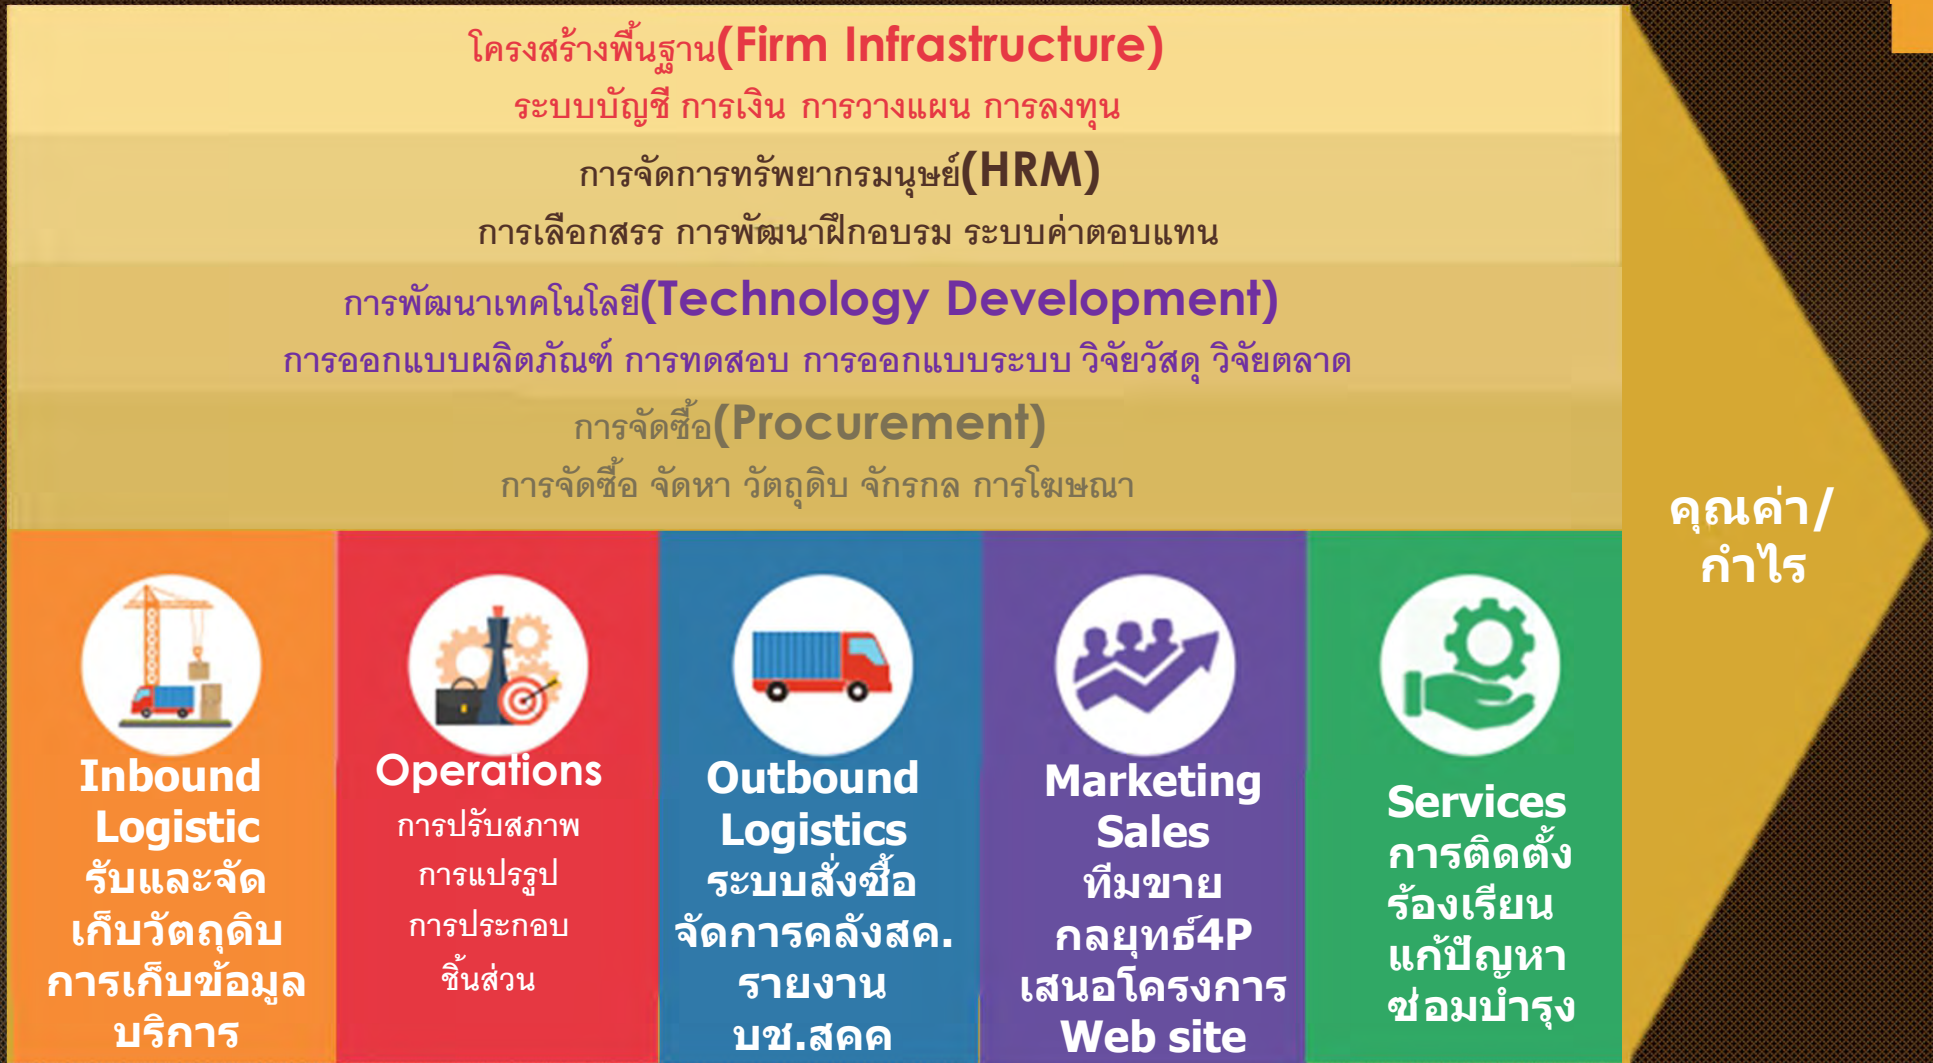 โครงสร้างพื้นฐาน(Firm Infrastructure)
ระบบบัญชี การเงิน การวางแผน การลงทุน
การจัดการทรัพยากรมนุษย์(HRM)
การเลือกสรร การพัฒนาฝึกอบรม ระบบค่าตอบแทน
การพัฒนาเทคโนโลยี(Technology Development)
การออกแบบผลิตภัณฑ์ การทดสอบ การออกแบบระบบ วิจัยวัสดุ วิจัยตลาด
การจัดซื้อ(Procurement)
การจัดซื้อ จัดหา วัตถุดิบ จักรกล การโฆษณา
คุณค่า/
กำไร
Inbound
Logistic
รับและจัด
เก็บวัตถุดิบ
การเก็บข้อมูล
บริการ
Operations
การปรับสภาพ
การแปรรูป
การประกอบ
ชิ้นส่วน
Outbound
Logistics
ระบบสั่งซื้อ
จัดการคลังสค.
รายงาน
บช.สคค
Marketing
Sales
ทีมขาย
กลยุทธ์4P
เสนอโครงการ
Web site
Services
การติดตั้ง
ร้องเรียน
แก้ปัญหา
ซ่อมบำรุง